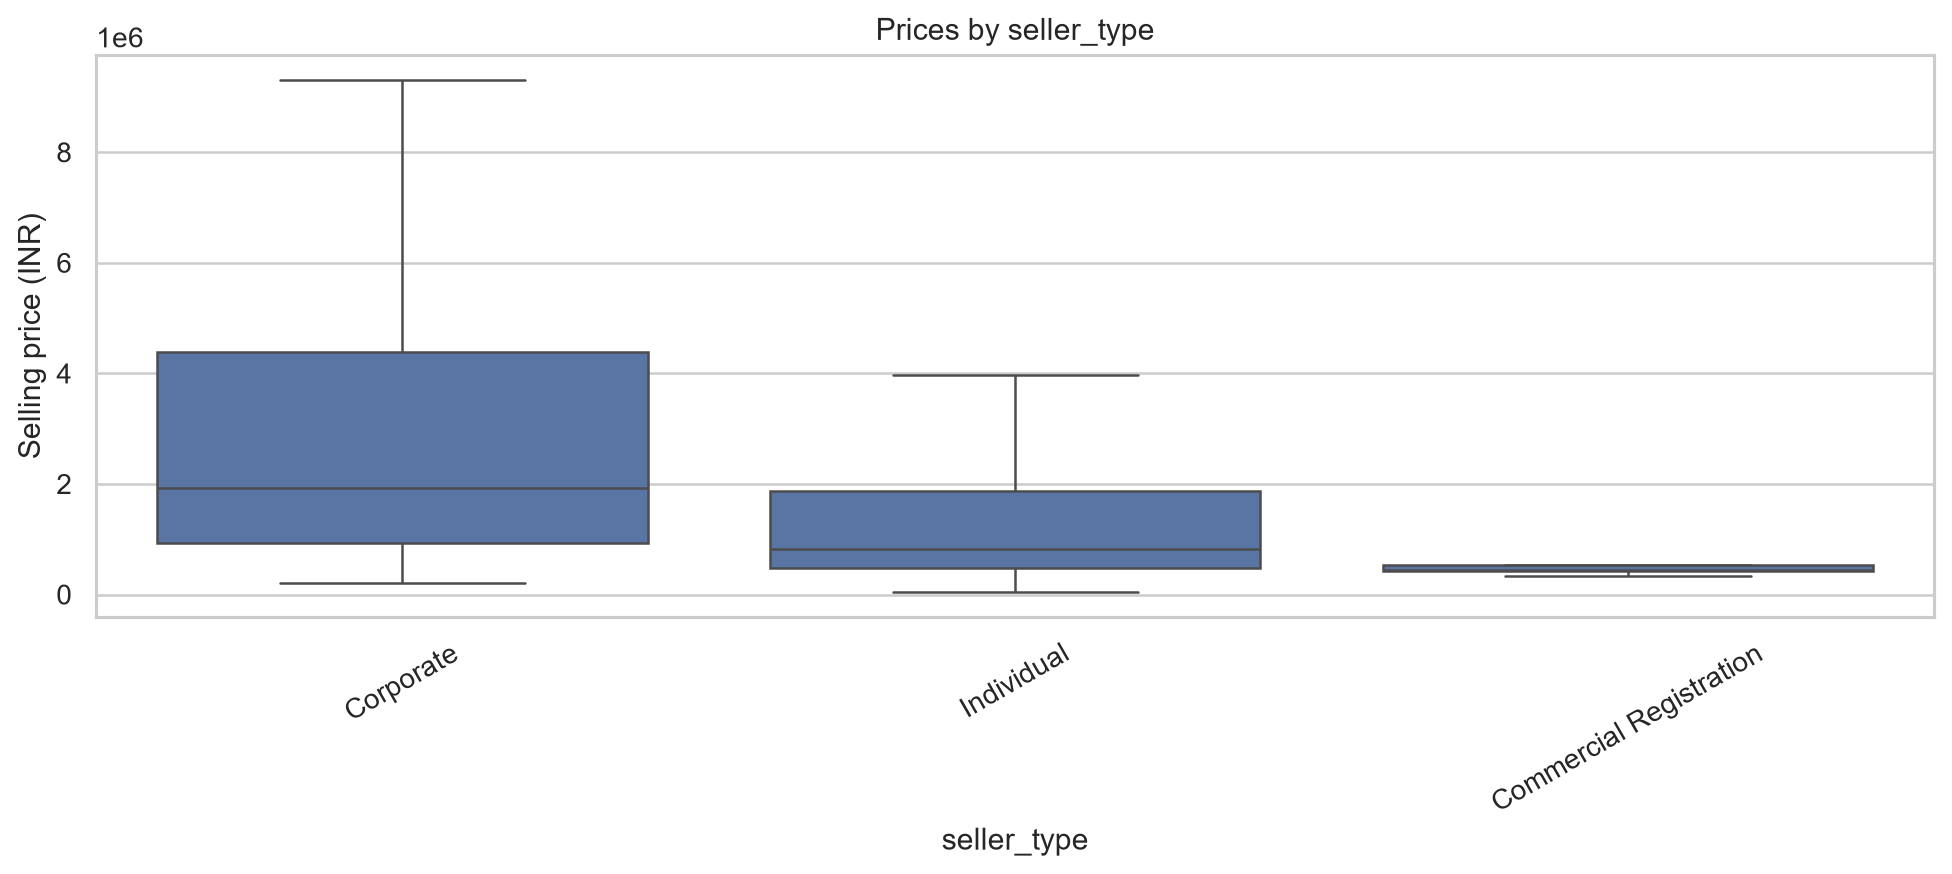 Prices by seller_type
1e6
8
6
4
2
0
Selling price (INR)
Corporate
Individual
Commercial Registration
seller_type